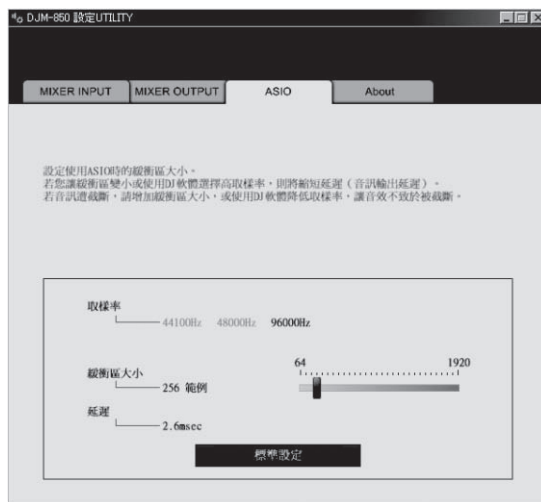 DJM-850 設定UTILITY
MIXER INPUT MIXER OUTPUT ASIO About
設定使用ASIO時的緩衝區大小。
若您讓緩衝區變小或使用DJ軟體選擇高取樣率，則將縮短延遲（音訊輸出延遲）。
若音訊遭截斷，請增加緩衝區大小，或使用DJ軟體降低取樣率，讓音效不致於被截斷。
取樣率
44100Hz 48000Hz 96000Hz
64 1920
緩衝區大小
256 範例
延遲
2.6msec
標準設定